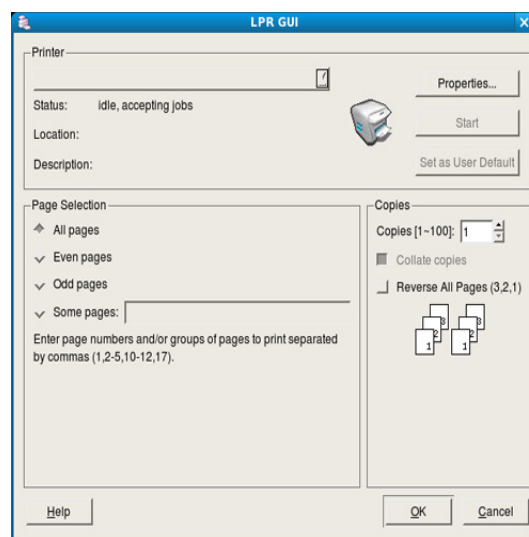 LPR GUI
Printer
Properties...
Status: idle, accepting jobs
Start
Location:
Description:
Set as User Default
Page Selection
All pages
Even pages
Odd pages
Some pages:
Enter page numbers and/or groups of pages to print separated
by commas (1,2-5,10-12,17).
Copies
Copies [1~100]: 1
Collate copies
Reverse All Pages (3,2,1)
3 3
2 2
1 1
Help
OK
Cancel